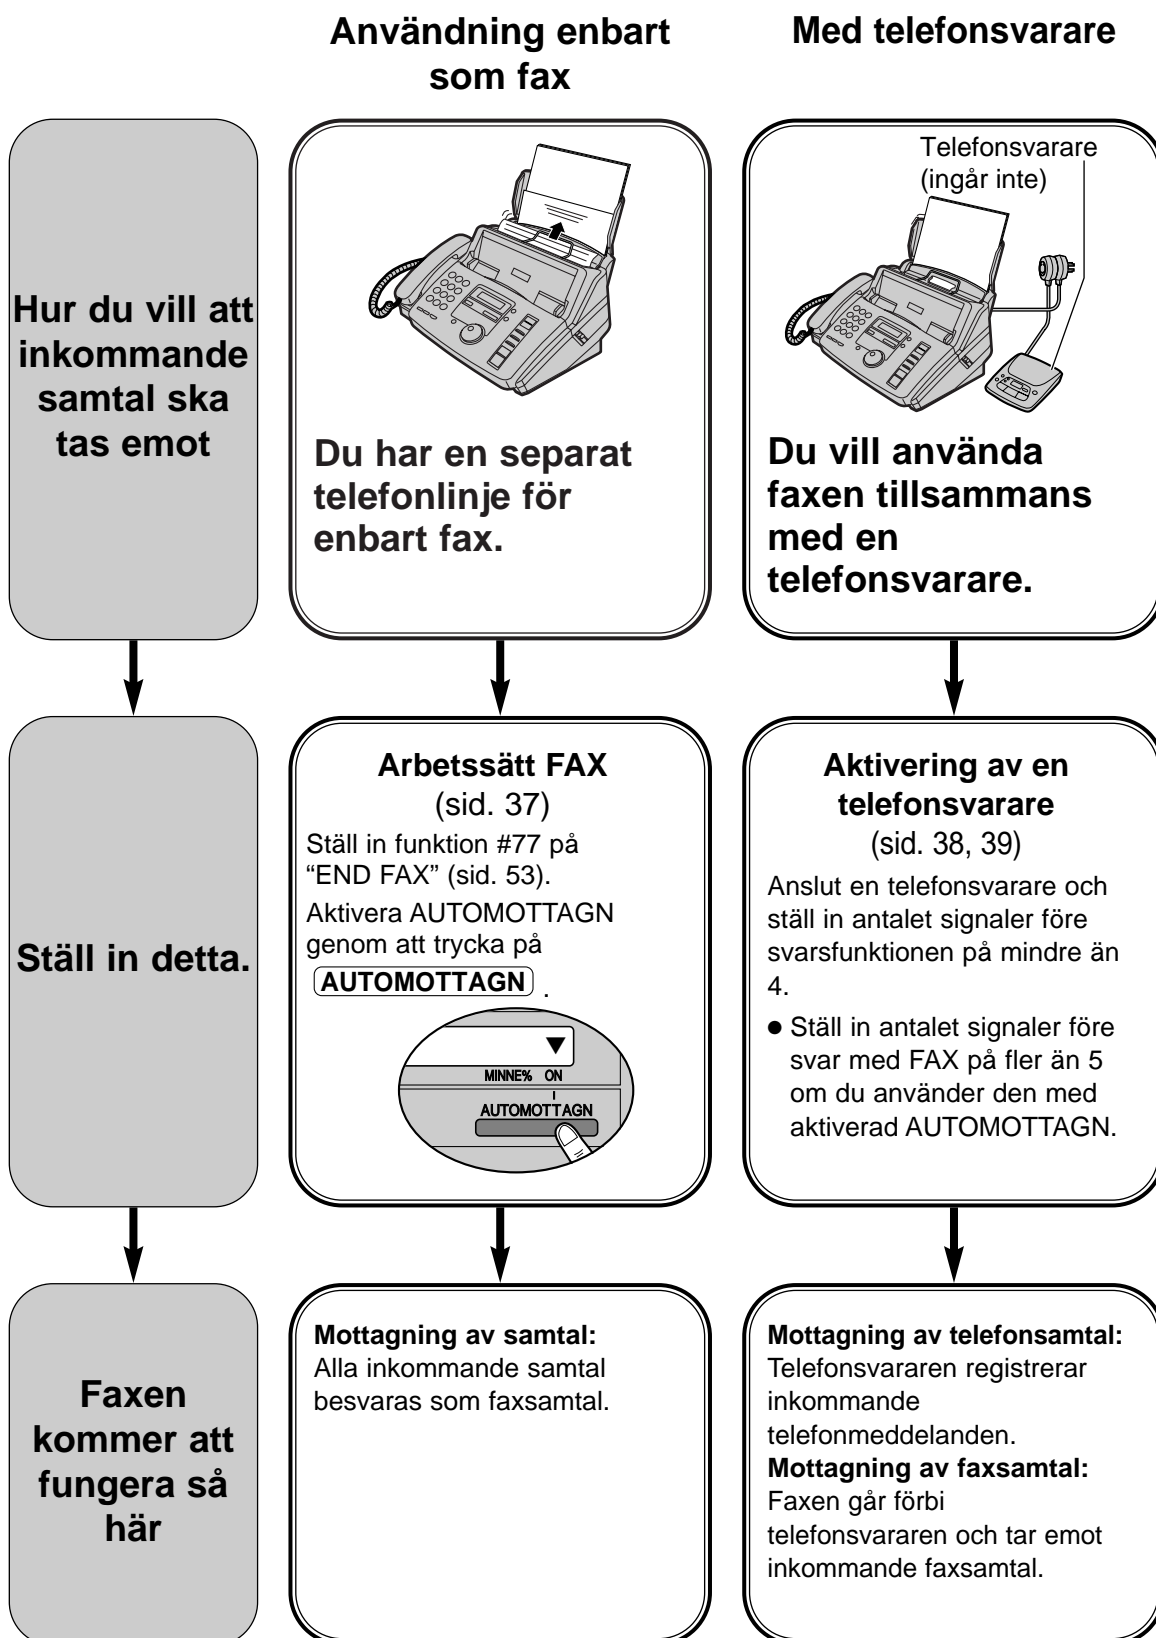 Användning enbart
som fax
Med telefonsvarare
Hur du vill att
inkommande
samtal ska
tas emot
Du har en separat
telefonlinje för
enbart fax.
Telefonsvarare
(ingår inte)
Du vill använda
faxen tillsammans
med en
telefonsvarare.
Ställ in detta.
Arbetssätt FAX
(sid. 37)
Ställ in funktion #77 på
“END FAX” (sid. 53).
Aktivera AUTOMOTTAGN
genom att trycka på
AUTOMOTTAGN .
MINNE% ON
AUTOMOTTAGN
Aktivering av en
telefonsvarare
(sid. 38, 39)
Anslut en telefonsvarare och
ställ in antalet signaler före
svarsfunktionen på mindre än
4.
● Ställ in antalet signaler före
svar med FAX på fler än 5
om du använder den med
aktiverad AUTOMOTTAGN.
Faxen
kommer att
fungera så
här
Mottagning av samtal:
Alla inkommande samtal
besvaras som faxsamtal.
Mottagning av telefonsamtal:
Telefonsvararen registrerar
inkommande
telefonmeddelanden.
Mottagning av faxsamtal:
Faxen går förbi
telefonsvararen och tar emot
inkommande faxsamtal.